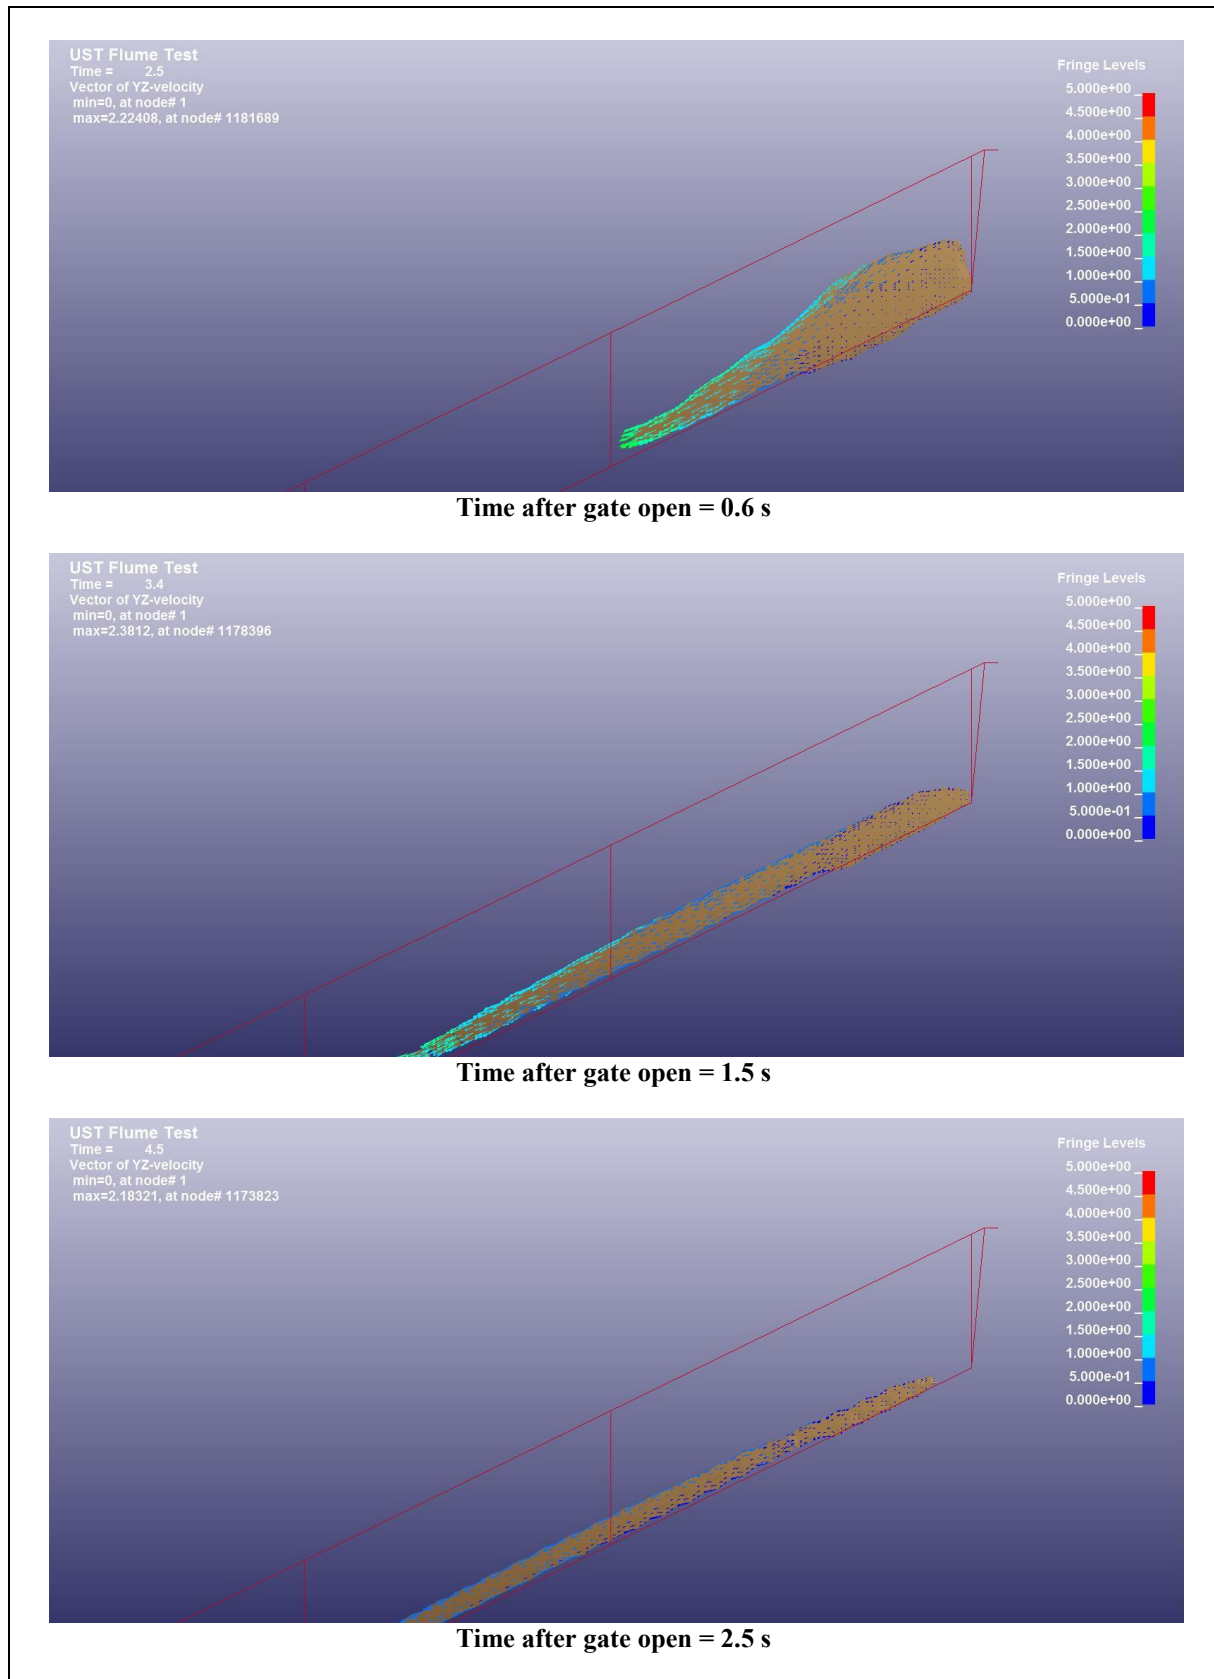 UST Flume Test
Time = 2.5
Vector of YZ-velocity
min=0, at node# 1
max=2.22408, at node# 1181689
Fringe Levels
5.000e+00
4.500e+00
4.000e+00
3.500e+00
3.000e+00
2.500e+00
2.000e+00
1.500e+00
1.000e+00
5.000e-01
0.000e+00
Time after gate open = 0.6 s
UST Flume Test
Time = 3.4
Vector of YZ-velocity
min=0, at node# 1
max=2.3812, at node# 1178396
Fringe Levels
5.000e+00
4.500e+00
4.000e+00
3.500e+00
3.000e+00
2.500e+00
2.000e+00
1.500e+00
1.000e+00
5.000e-01
0.000e+00
Time after gate open = 1.5 s
UST Flume Test
Time = 4.5
Vector of YZ-velocity
min=0, at node# 1
max=2.18321, at node# 1173823
Fringe Levels
5.000e+00
4.500e+00
4.000e+00
3.500e+00
3.000e+00
2.500e+00
2.000e+00
1.500e+00
1.000e+00
5.000e-01
0.000e+00
Time after gate open = 2.5 s